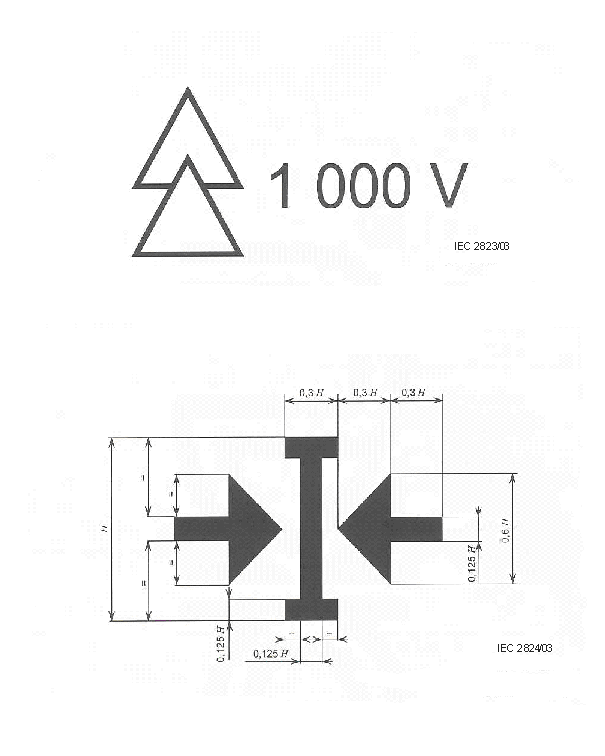 1 000 V
IEC 2823/03
0,3 H
0,3 H
0,3 H
H
=
=
=
=
0,6 H
0,125 H
0,125 H
=
=
0,125 H
IEC 2824/03